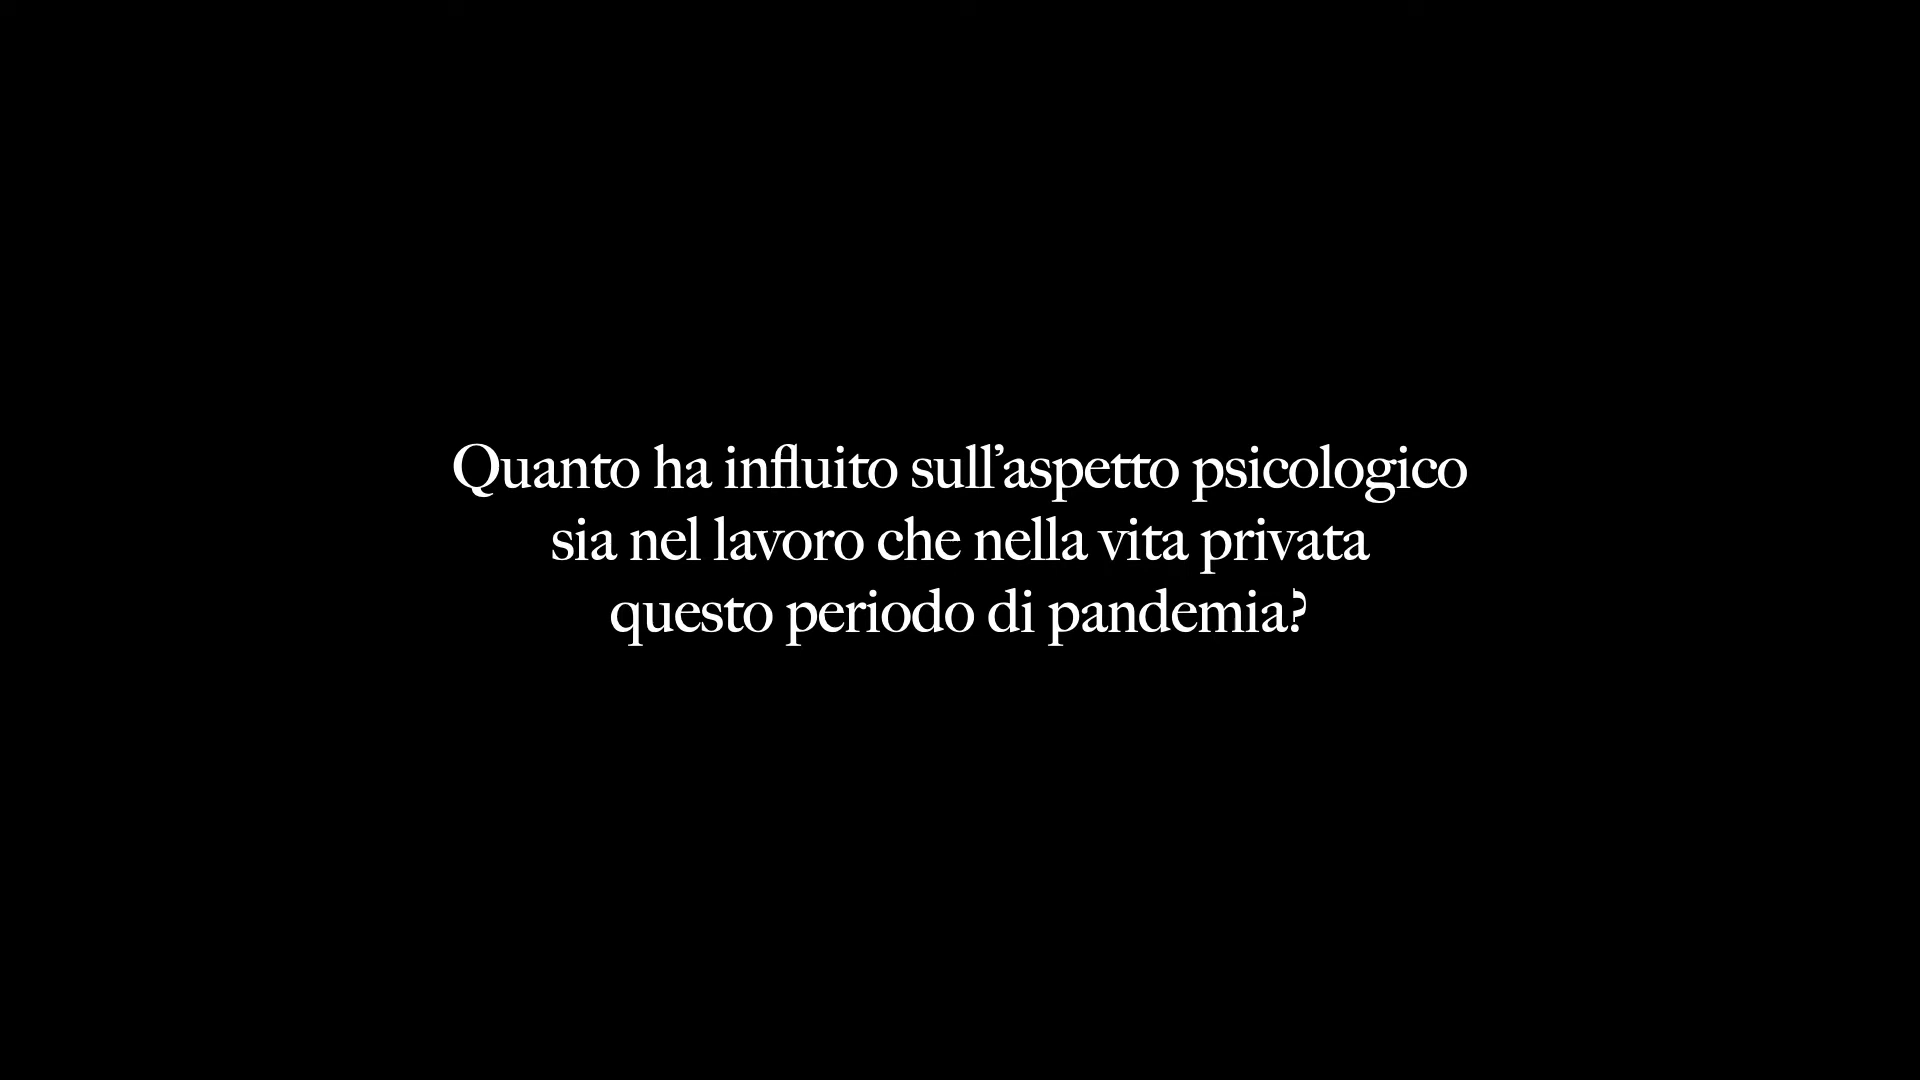 Quanto ha influito sull’aspetto psicologico
sia nel lavoro che nella vita privata
questo periodo di pandemia?